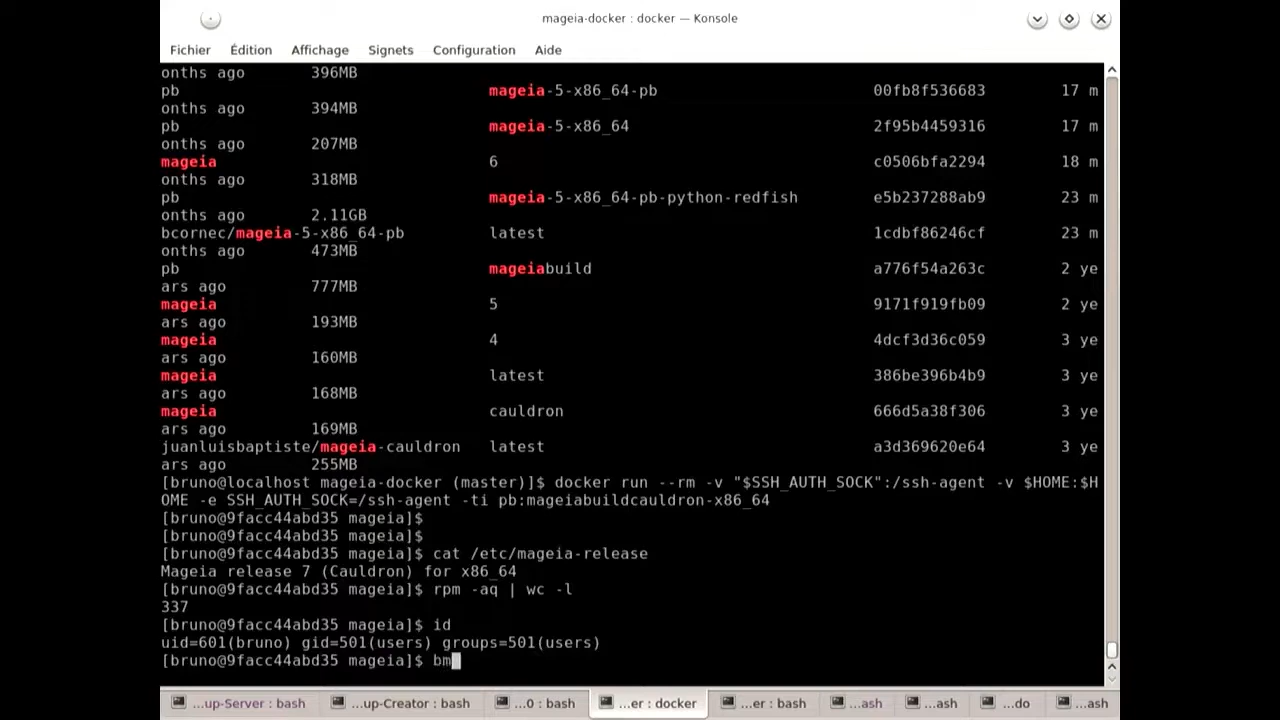 mageia-docker : docker — Konsole
Fichier Édition Affichage Signets Configuration Aide
onths ago 396MB
pb mageia-5-x86_64-pb 00fb8f536683 17 m
onths ago 394MB
pb mageia-5-x86_64 2f95b4459316 17 m
onths ago 207MB
mageia 6 c0506bfa2294 18 m
onths ago 318MB
pb mageia-5-x86_64-pb-python-redfish e5b237288ab9 23 m
onths ago 2.11GB
bcornec/mageia-5-x86_64-pb latest 1cdbf86246cf 23 m
onths ago 473MB
pb mageiabuild a776f54a263c 2 ye
ars ago 777MB
mageia 5 9171f919fb09 2 ye
ars ago 193MB
mageia 4 4dcf3d36c059 3 ye
ars ago 160MB
mageia latest 386be396b4b9 3 ye
ars ago 168MB
mageia cauldron 666d5a38f306 3 ye
ars ago 169MB
juanluisbaptiste/mageia-cauldron latest a3d369620e64 3 ye
ars ago 255MB
[bruno@localhost mageia-docker (master)]$ docker run --rm -v "$SSH_AUTH_SOCK":/ssh-agent -v $HOME:$H
OME -e SSH_AUTH_SOCK=/ssh-agent -ti pb:mageiabuildcauldron-x86_64
[bruno@9facc44abd35 mageia]$
[bruno@9facc44abd35 mageia]$
[bruno@9facc44abd35 mageia]$ cat /etc/mageia-release
Mageia release 7 (Cauldron) for x86_64
[bruno@9facc44abd35 mageia]$ rpm -aq | wc -l
337
[bruno@9facc44abd35 mageia]$ id
uid=601(bruno) gid=501(users) groups=501(users)
[bruno@9facc44abd35 mageia]$ bm
...up-Server : bash ...up-Creator : bash ...0 : bash ...er : docker ...er : bash ...ash ...ash ...do ...ash